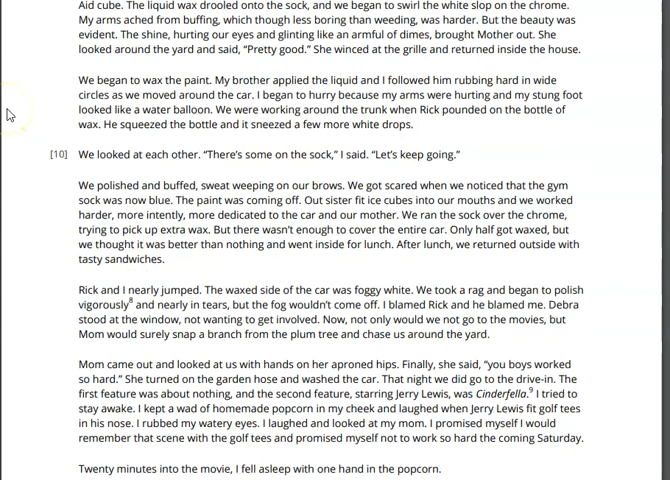 Aid cube. The liquid wax drooled onto the sock, and we began to swirl the white slop on the chrome.
My arms ached from buffing, which though less boring than weeding, was harder. But the beauty was
evident. The shine, hurting our eyes and glinting like an armful of dimes, brought Mother out. She
looked around the yard and said, “Pretty good.” She winced at the grille and returned inside the house.
We began to wax the paint. My brother applied the liquid and I followed him rubbing hard in wide
circles as we moved around the car. I began to hurry because my arms were hurting and my stung foot
looked like a water balloon. We were working around the trunk when Rick pounded on the bottle of
wax. He squeezed the bottle and it sneezed a few more white drops.
[10] We looked at each other. “There’s some on the sock,” I said. “Let’s keep going.”
We polished and buffed, sweat weeping on our brows. We got scared when we noticed that the gym
sock was now blue. The paint was coming off. Out sister fit ice cubes into our mouths and we worked
harder, more intently, more dedicated to the car and our mother. We ran the sock over the chrome,
trying to pick up extra wax. But there wasn’t enough to cover the entire car. Only half got waxed, but
we thought it was better than nothing and went inside for lunch. After lunch, we returned outside with
tasty sandwiches.
Rick and I nearly jumped. The waxed side of the car was foggy white. We took a rag and began to polish
vigorously8 and nearly in tears, but the fog wouldn’t come off. I blamed Rick and he blamed me. Debra
stood at the window, not wanting to get involved. Now, not only would we not go to the movies, but
Mom would surely snap a branch from the plum tree and chase us around the yard.
Mom came out and looked at us with hands on her aproned hips. Finally, she said, “you boys worked
so hard.” She turned on the garden hose and washed the car. That night we did go to the drive-in. The
first feature was about nothing, and the second feature, starring Jerry Lewis, was Cinderfella.9 I tried to
stay awake. I kept a wad of homemade popcorn in my cheek and laughed when Jerry Lewis fit golf tees
in his nose. I rubbed my watery eyes. I laughed and looked at my mom. I promised myself I would
remember that scene with the golf tees and promised myself not to work so hard the coming Saturday.
Twenty minutes into the movie, I fell asleep with one hand in the popcorn.